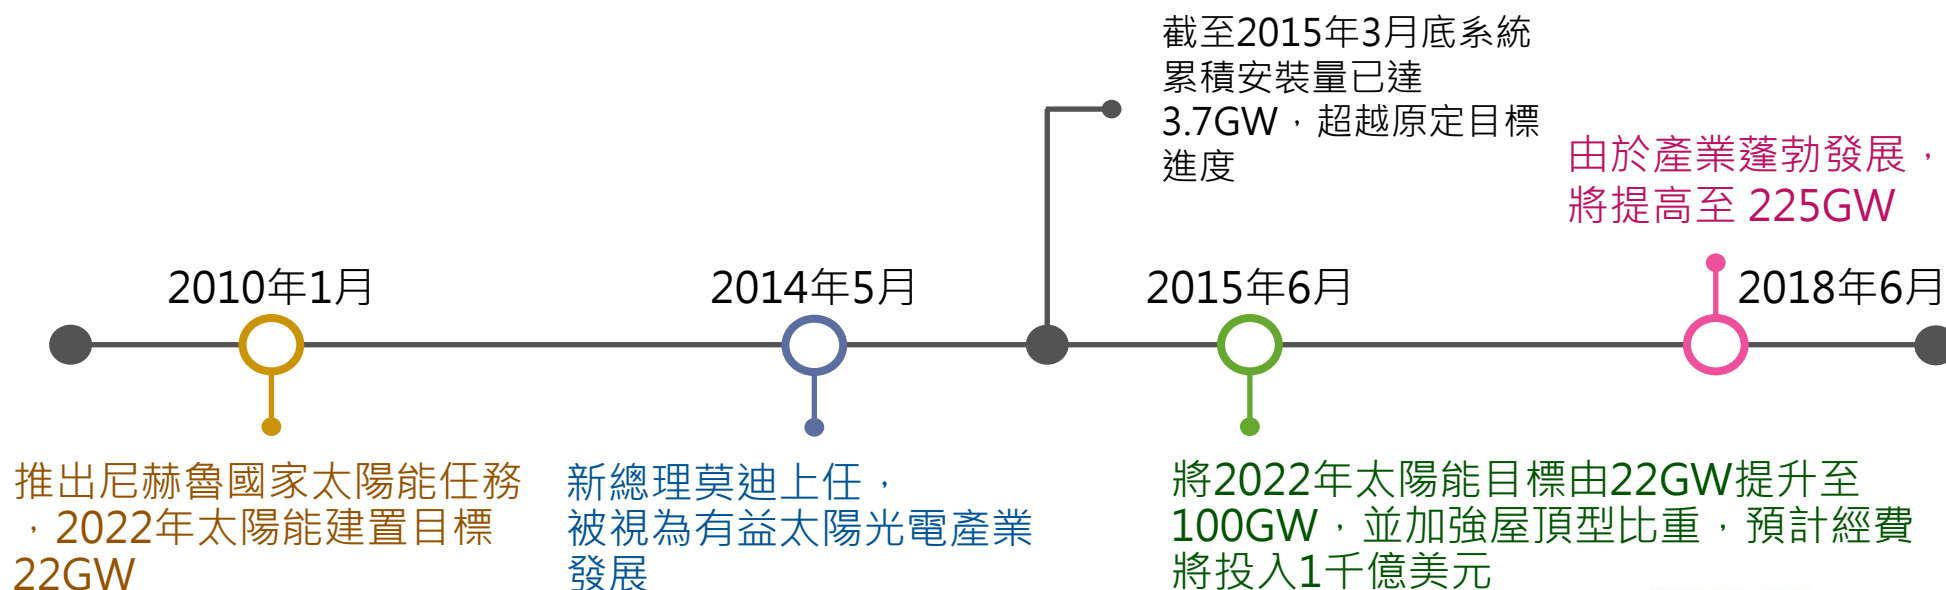 截至2015年3月底系統
累積安裝量已達
3.7GW，超越原定目標
進度
由於產業蓬勃發展，
將提高至 225GW
2010年1月
2014年5月
2015年6月
2018年6月
推出尼赫魯國家太陽能任務
，2022年太陽能建置目標
22GW
新總理莫迪上任，
被視為有益太陽光電產業
發展
將2022年太陽能目標由22GW提升至
100GW，並加強屋頂型比重，預計經費
將投入1千億美元